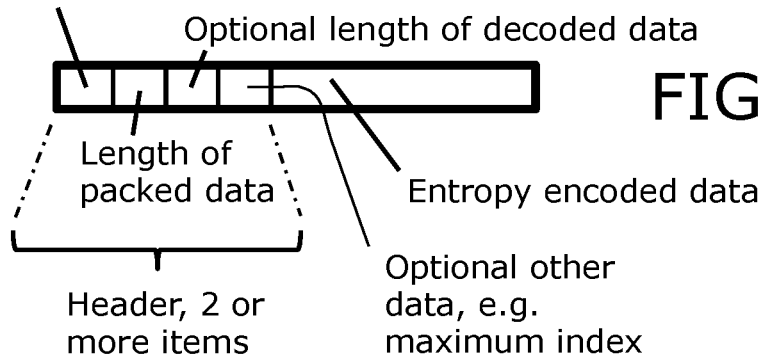 Optional length of decoded data
FIG
Length of
packed data
Entropy encoded data
Optional other
data, e.g.
maximum index
Header, 2 or
more items